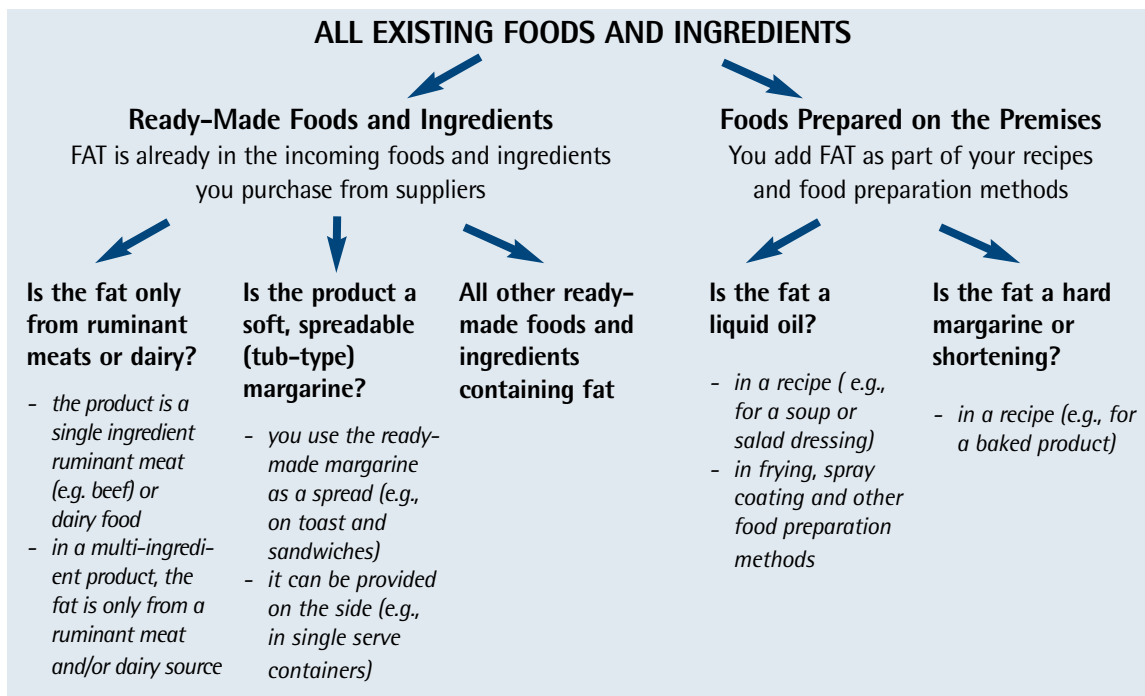 ALL EXISTING FOODS AND INGREDIENTS
Ready-Made Foods and Ingredients
FAT is already in the incoming foods and ingredients
you purchase from suppliers
Foods Prepared on the Premises
You add FAT as part of your recipes
and food preparation methods
Is the fat only
from ruminant
meats or dairy?
- the product is a
single ingredient
ruminant meat
(e.g. beef) or
dairy food
- in a multi-ingredi-
ent product, the
fat is only from a
ruminant meat
and/or dairy source
Is the product a
soft, spreadable
(tub-type)
margarine?
- you use the ready-
made margarine
as a spread (e.g.,
on toast and
sandwiches)
- it can be provided
on the side (e.g.,
in single serve
containers)
All other ready-
made foods and
ingredients
containing fat
Is the fat a
liquid oil?
- in a recipe ( e.g.,
for a soup or
salad dressing)
- in frying, spray
coating and other
food preparation
methods
Is the fat a hard
margarine or
shortening?
- in a recipe (e.g., for
a baked product)